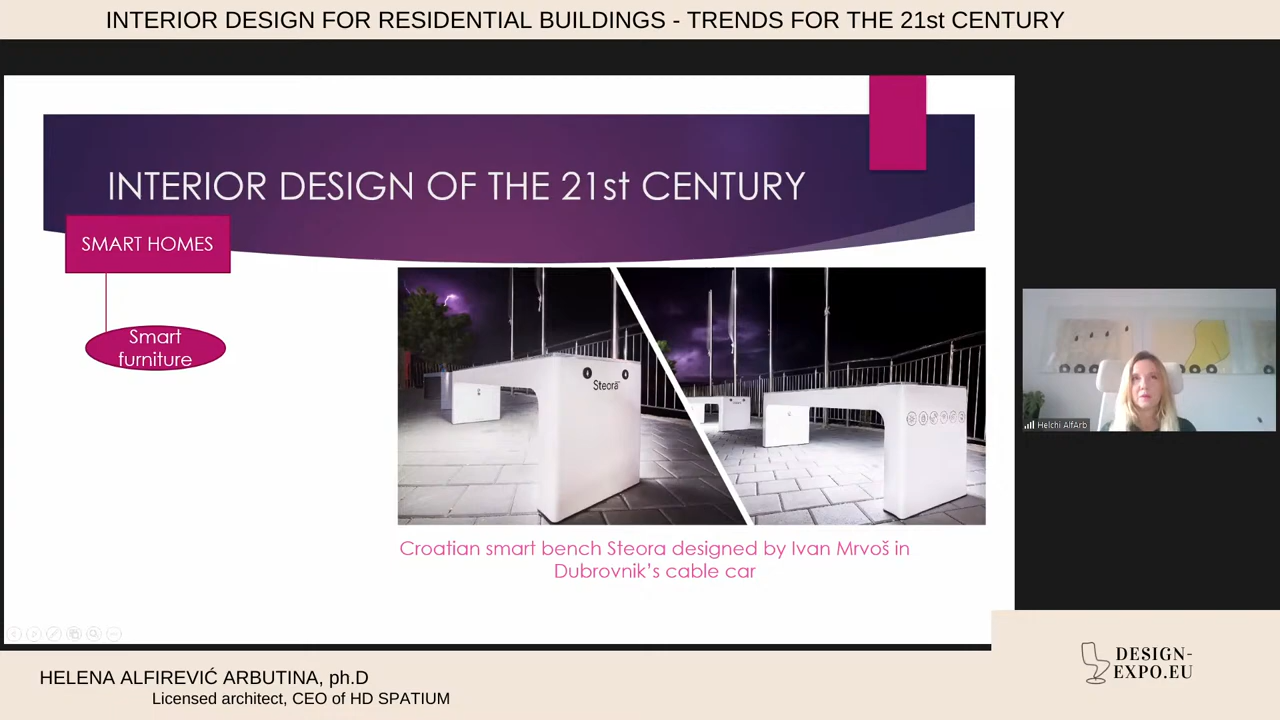 INTERIOR DESIGN FOR RESIDENTIAL BUILDINGS - TRENDS FOR THE 21st CENTURY
INTERIOR DESIGN OF THE 21st CENTURY
SMART HOMES
Smart
furniture
Steora
Croatian smart bench Steora designed by Ivan Mrvoš in
Dubrovnik's cable car
Helchi AlfArb
HELENA ALFIREVIĆ ARBUTINA, ph.D
Licensed architect, CEO of HD SPATIUM
DESIGN-
EXPO.EU